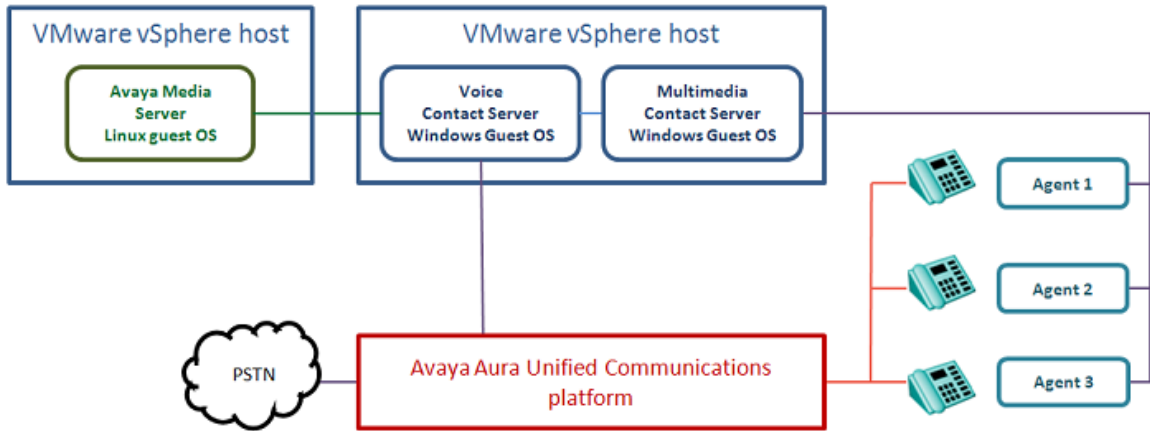 VMware vSphere host
VMware vSphere host
Avaya Media
Server
Linux guest OS
Voice
Contact Server
Windows Guest OS
Multimedia
Contact Server
Windows Guest OS
Agent 1
Agent 2
Agent 3
PSTN
Avaya Aura Unified Communications
platform